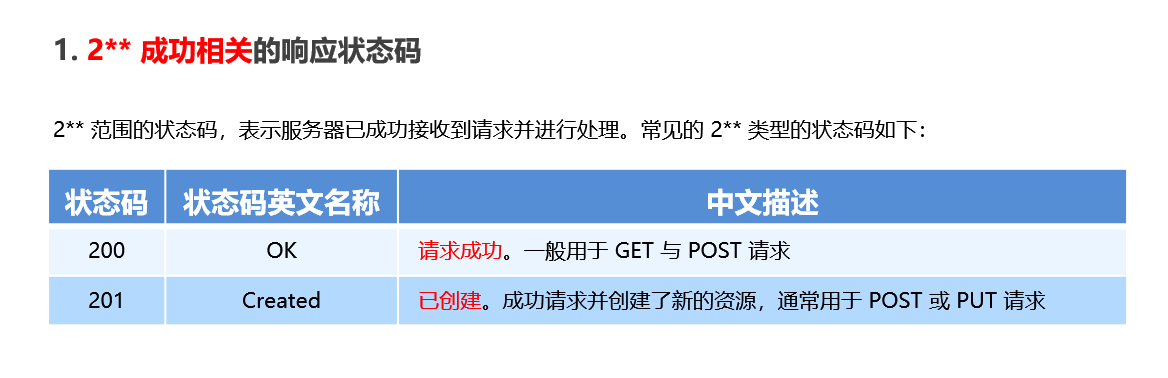 1. 2** 成功相关的响应状态码
2** 范围的状态码，表示服务器已成功接收到请求并进行处理。常见的 2** 类型的状态码如下：
状态码 状态码英文名称 中文描述
200 OK 请求成功。一般用于 GET 与 POST 请求
201 Created 已创建。成功请求并创建了新的资源，通常用于 POST 或 PUT 请求